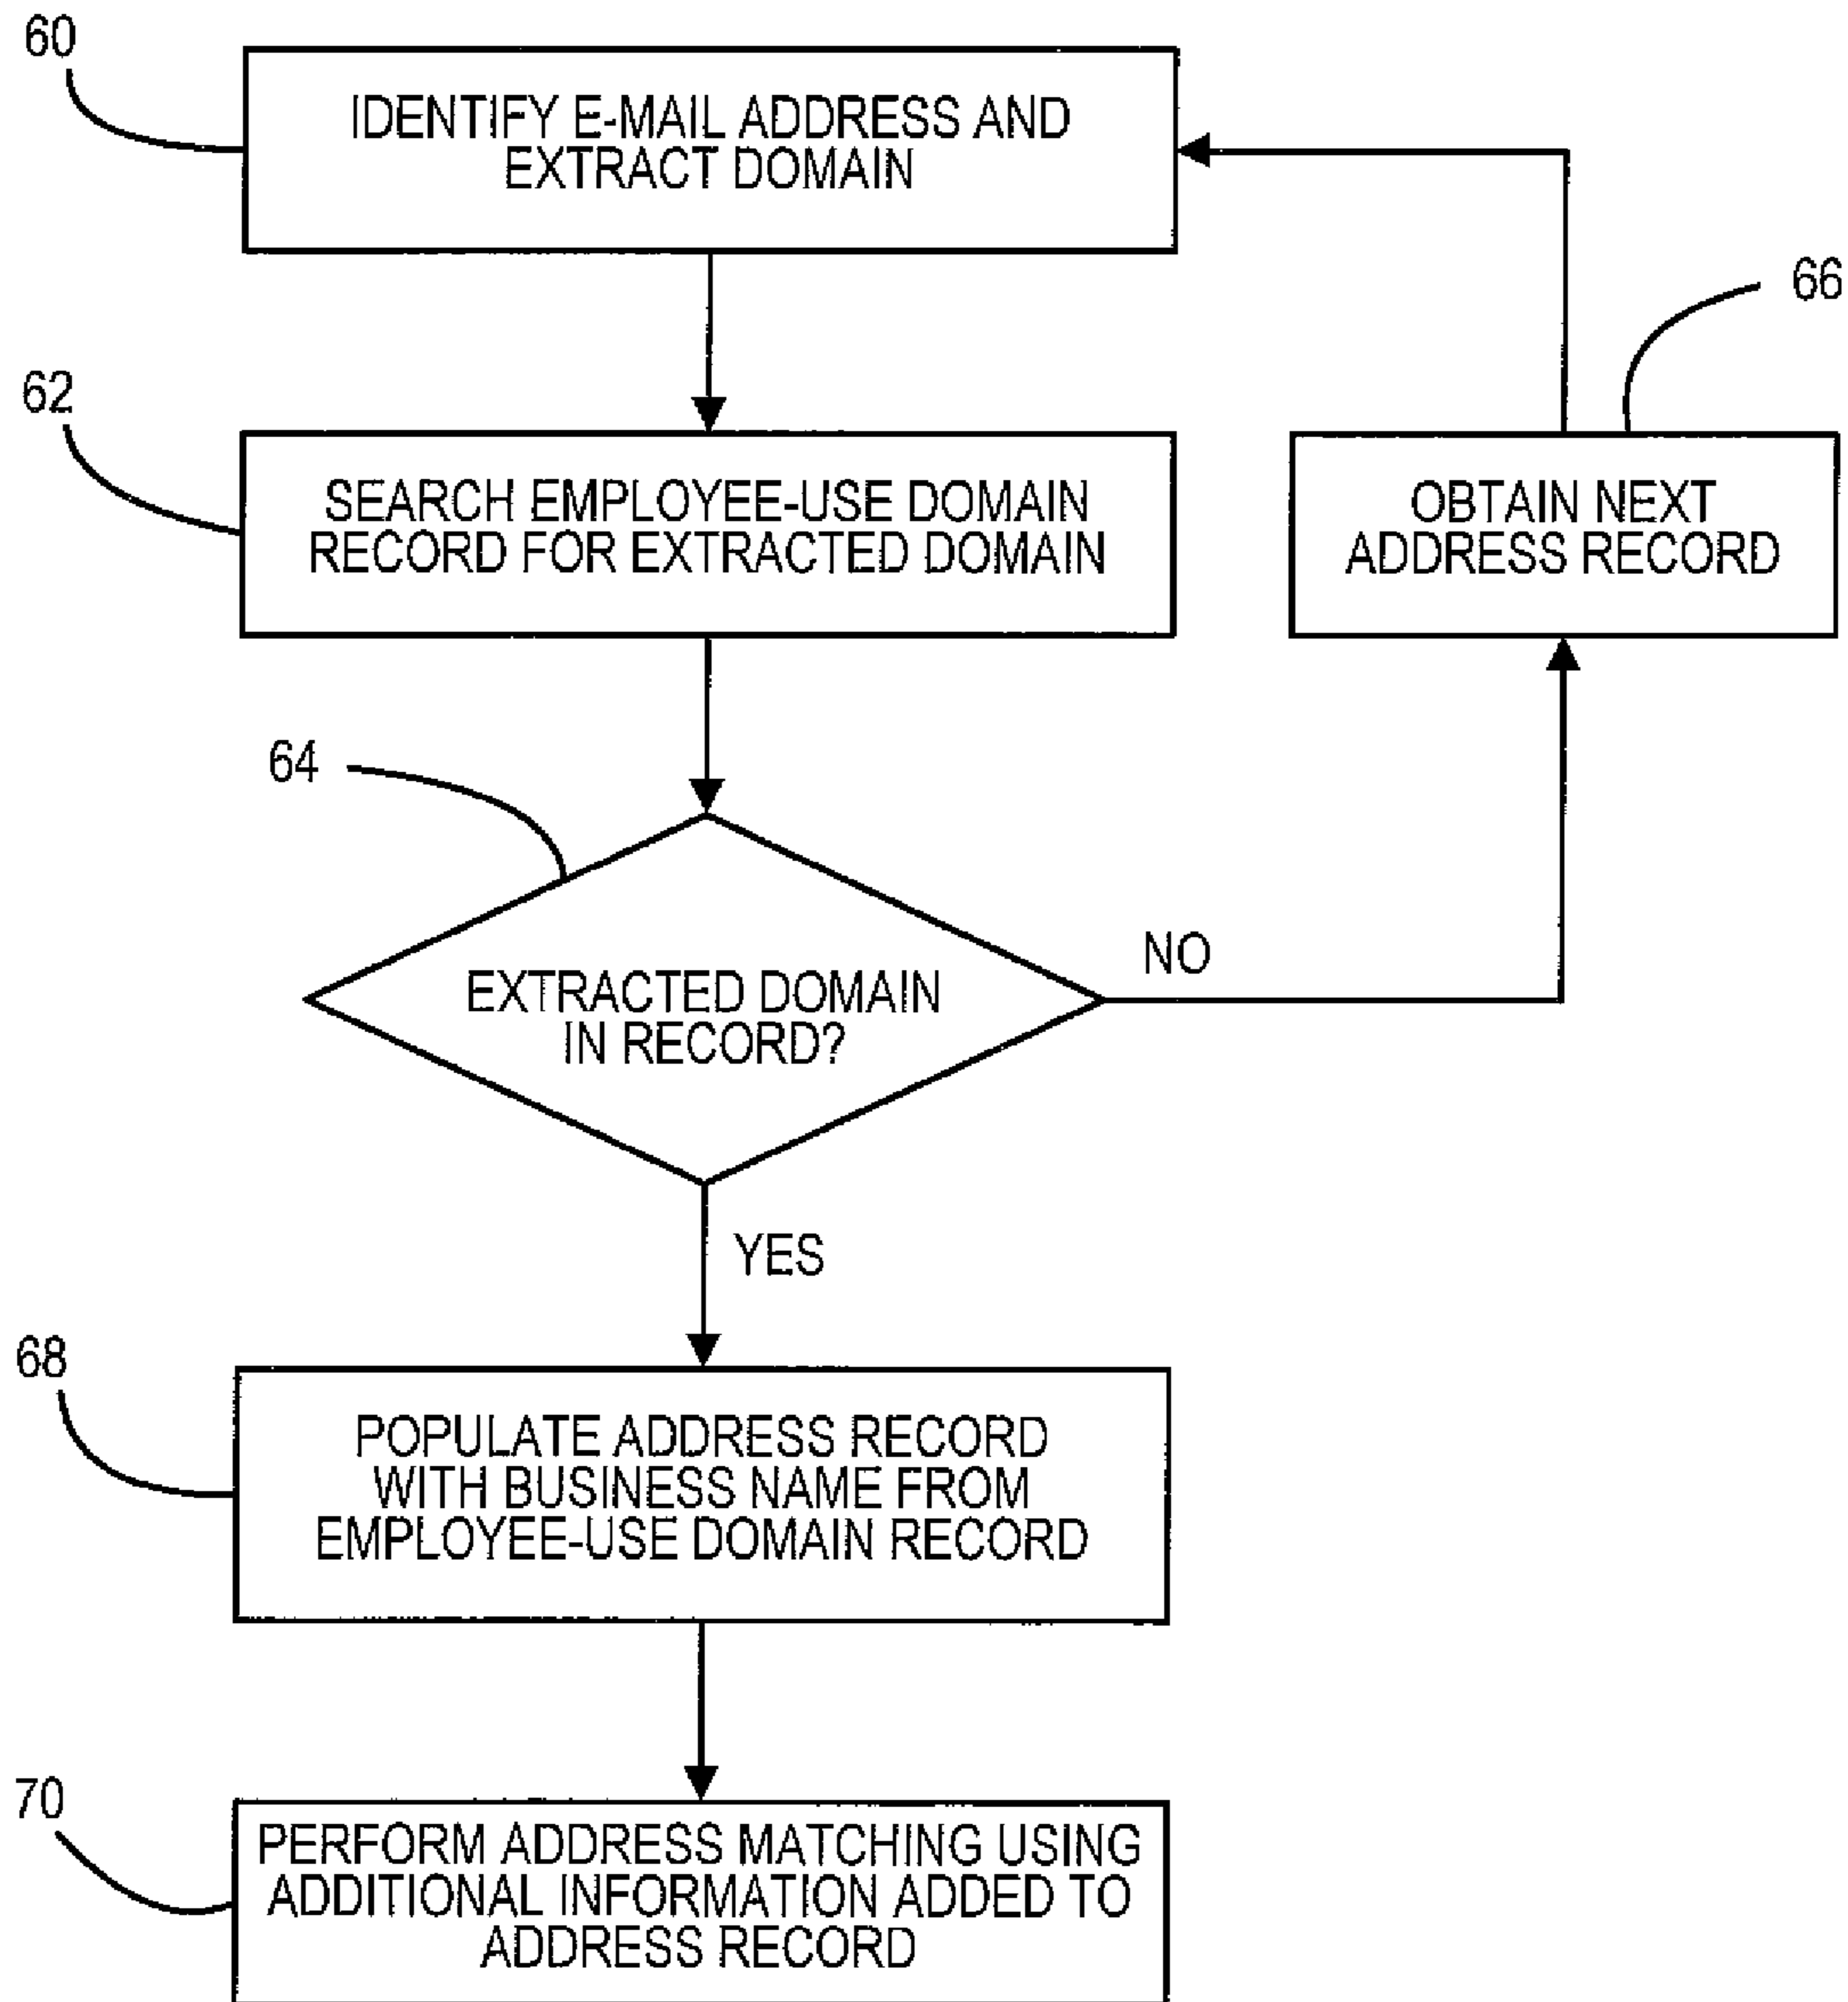 60
IDENTIFY E-MAIL ADDRESS AND
EXTRACT DOMAIN
66
62
SEARCH EMPLOYEE-USE DOMAIN
RECORD FOR EXTRACTED DOMAIN
OBTAIN NEXT
ADDRESS RECORD
64
NO
EXTRACTED DOMAIN
IN RECORD?
YES
68
POPULATE ADDRESS RECORD
WITH BUSINESS NAME FROM
EMPLOYEE-USE DOMAIN RECORD
70
PERFORM ADDRESS MATCHING USING
ADDITIONAL INFORMATION ADDED TO
ADDRESS RECORD